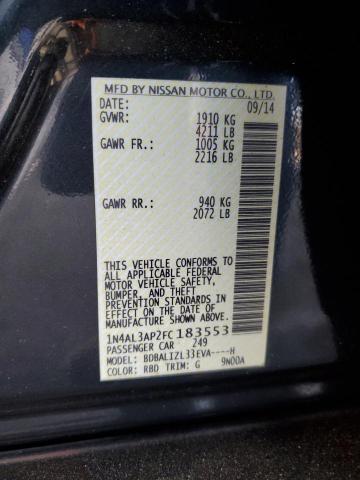 MFD BY NISSAN MOTOR CO., LTD.
DATE: 09/14
GVWR: 1910 KG
4211 LB
GAWR FR.: 1005 KG
2216 LB
GAWR RR.: 940 KG
2072 LB
THIS VEHICLE CONFORMS TO
ALL APPLICABLE FEDERAL
MOTOR VEHICLE SAFETY,
BUMPER, AND THEFT
PREVENTION STANDARDS IN
EFFECT ON THE DATE OF
MANUFACTURE SHOWN ABOVE.
1N4AL3AP2FC183553
PASSENGER CAR 249
MODEL: BDBALIZL33EVA----H
COLOR: RBD TRIM: G 9N00A